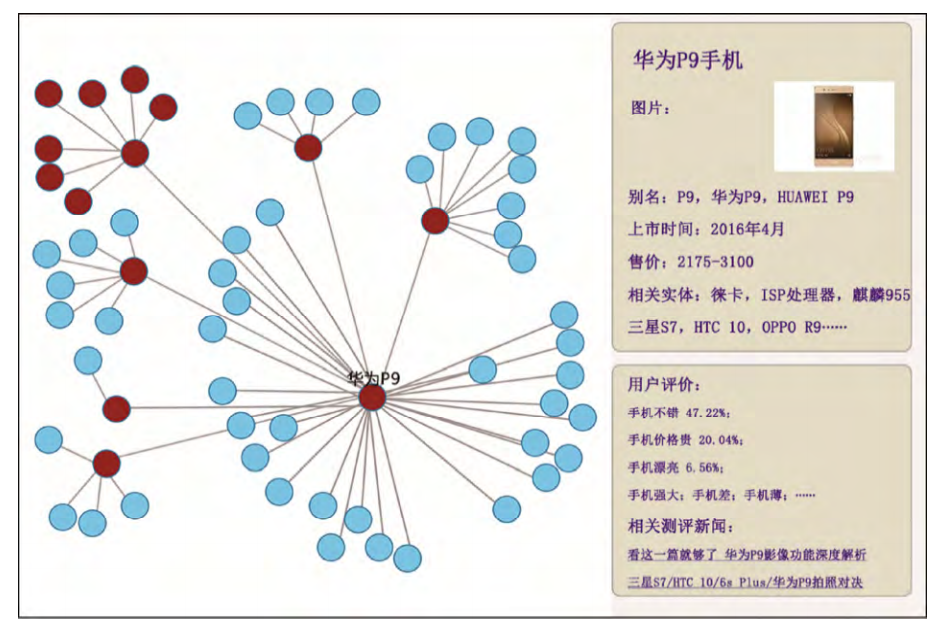 华为P9
华为P9手机
图片：
别名：P9，华为P9，HUAWEI P9
上市时间：2016年4月
售价：2175-3100
相关实体：徕卡，ISP处理器，麒麟955
三星S7，HTC 10，OPPO R9……
用户评价：
手机不错 47.22%；
手机价格贵 20.04%；
手机漂亮 6.56%；
手机强大；手机差；手机薄；……
相关测评新闻：
看这一篇就够了 华为P9影像功能深度解析
三星S7/HTC 10/6s Plus/华为P9拍照对决